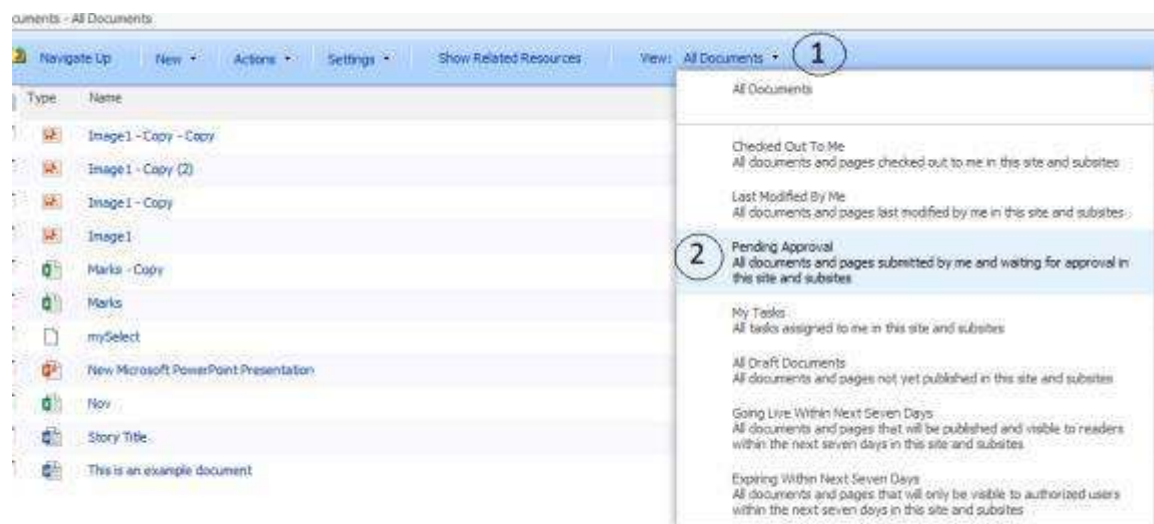 cuments - All Documents
Navigate Up New Actions Settings Show Related Resources View: All Documents 1
Type Name
All Documents
Image1 - Copy - Copy
Image1 - Copy (2)
Image1 - Copy
Image1
Marks - Copy
Marks
mySelect
New Microsoft PowerPoint Presentation
Nov
Story Title
This is an example document
Checked Out To Me
All documents and pages checked out to me in this site and subsites
Last Modified By Me
All documents and pages last modified by me in this site and subsites
2
Pending Approval
All documents and pages submitted by me and waiting for approval in
this site and subsites
My Tasks
All tasks assigned to me in this site and subsites
All Draft Documents
All documents and pages not yet published in this site and subsites
Going Live Within Next Seven Days
All documents and pages that will be published and visible to readers
within the next seven days in this site and subsites
Expiring Within Next Seven Days
All documents and pages that will only be visible to authorized users
within the next seven days in this site and subsites